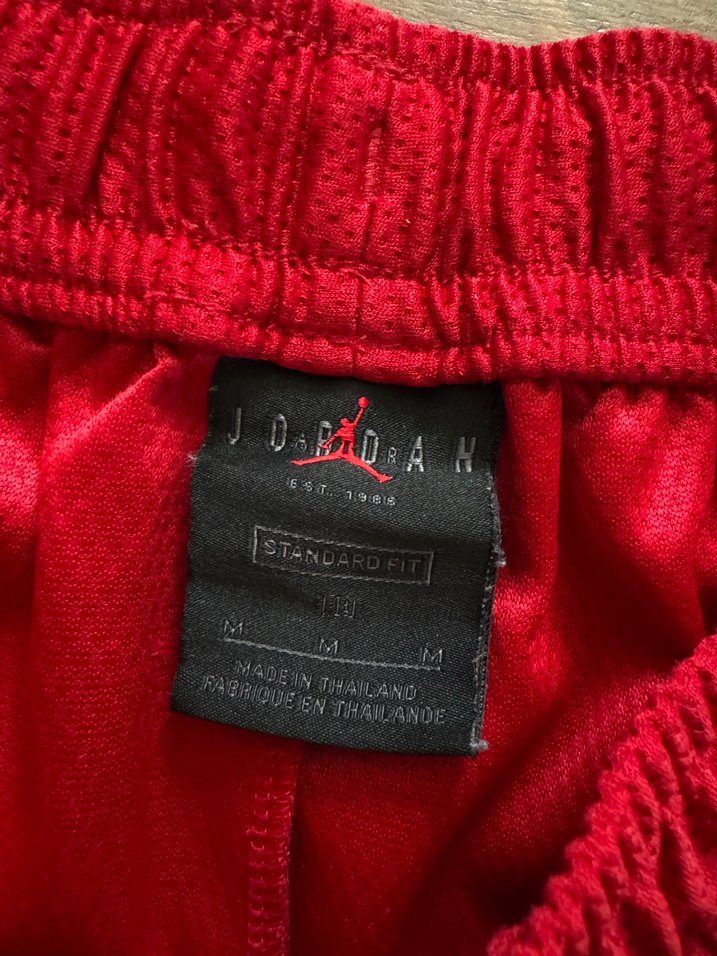 JORDAN
EST. 1985
STANDARD FIT
M M M
MADE IN THAILAND
FABRIQUE EN THAILANDE